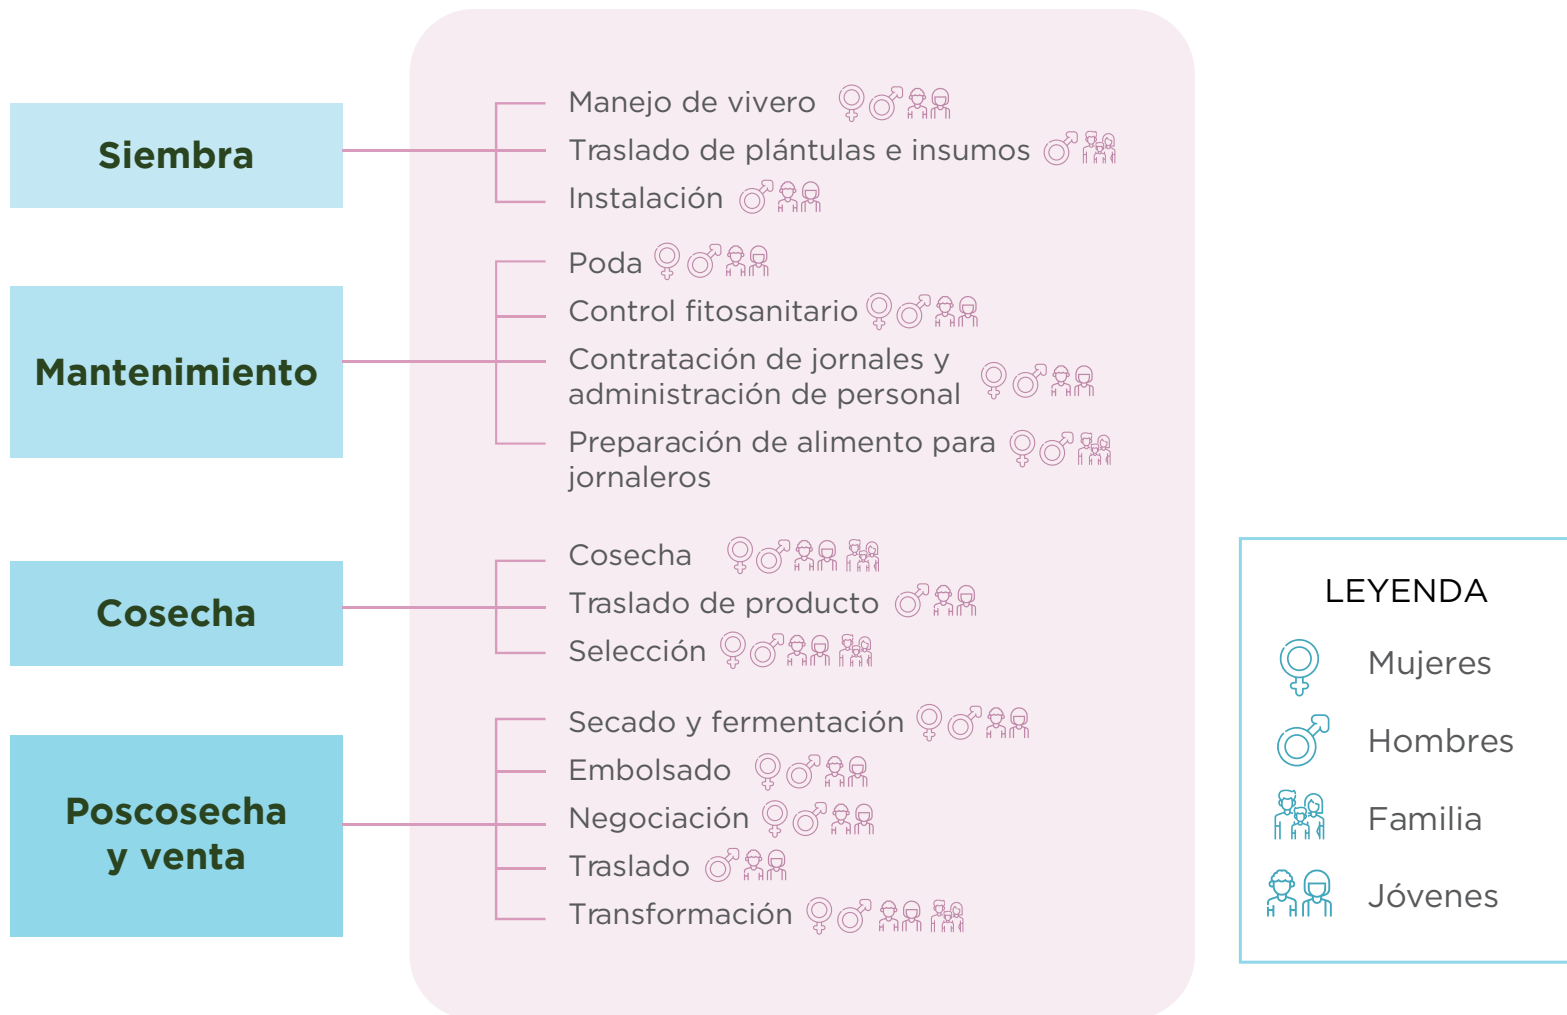 Siembra
Manejo de vivero
Traslado de plántulas e insumos
Instalación
Mantenimiento
Poda
Control fitosanitario
Contratación de jornales y
administración de personal
Preparación de alimento para
jornaleros
Cosecha
Cosecha
Traslado de producto
Selección
Poscosecha
y venta
Secado y fermentación
Embolsado
Negociación
Traslado
Transformación
LEYENDA
Mujeres
Hombres
Familia
Jóvenes